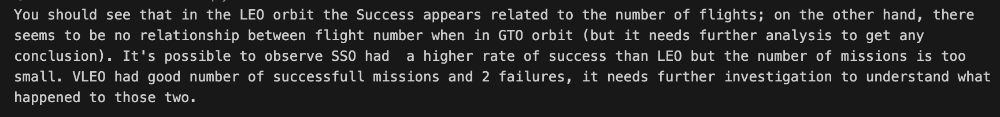 You should see that in the LEO orbit the Success appears related to the number of flights; on the other hand, there
seems to be no relationship between flight number when in GTO orbit (but it needs further analysis to get any
conclusion). It's possible to observe SSO had  a higher rate of success than LEO but the number of missions is too
small. VLEO had good number of successfull missions and 2 failures, it needs further investigation to understand what
happened to those two.